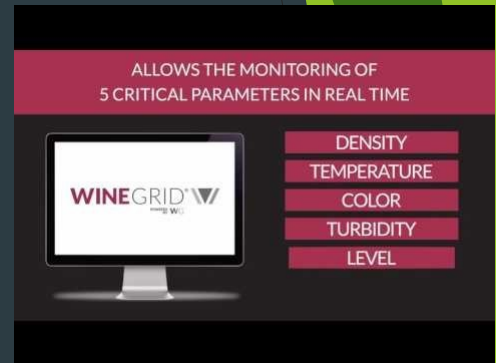 ALLOWS THE MONITORING OF
5 CRITICAL PARAMETERS IN REAL TIME
WINEGRID
DENSITY
TEMPERATURE
COLOR
TURBIDITY
LEVEL